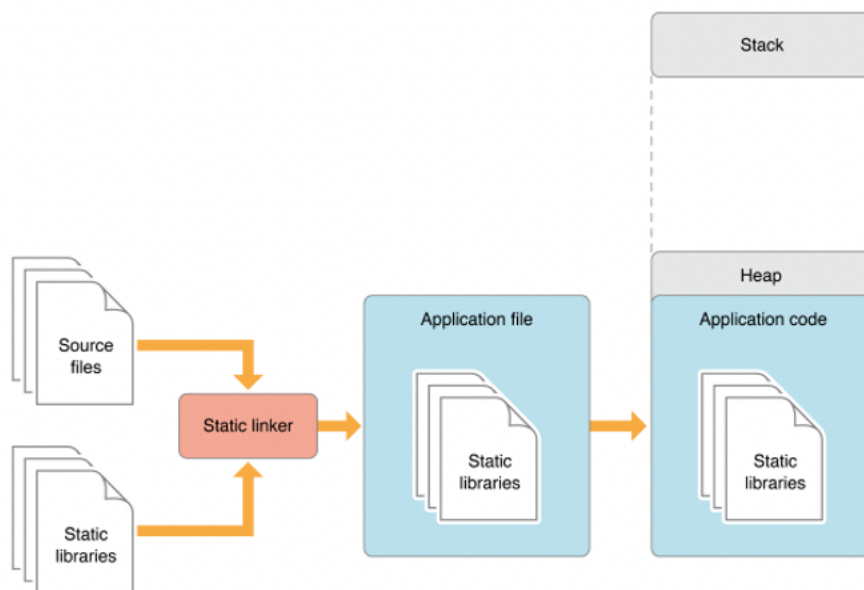 Stack
Heap
Application file
Application code
Source
files
Static linker
Static
libraries
Static
libraries
Static
libraries